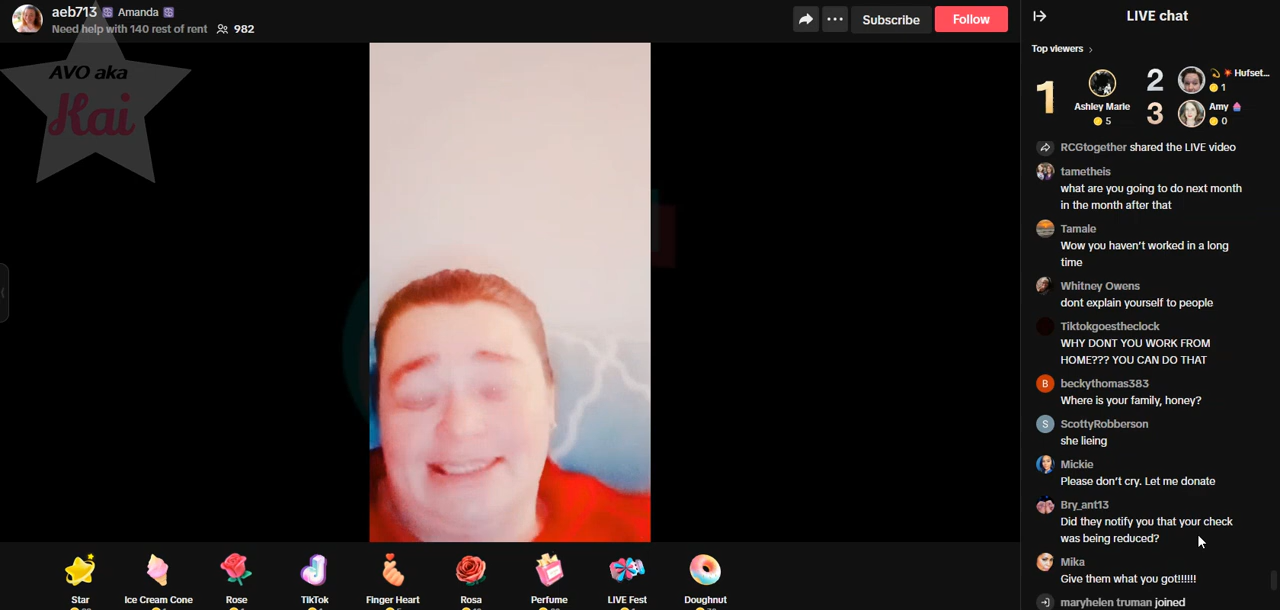 aeb713 Amanda
Need help with 140 rest of rent 982
Subscribe
Follow
AVO aka
Kai
LIVE chat
Top viewers
1
Ashley Marie
5
2
Hufset...
1
3
Amy
0
RCGtogether shared the LIVE video
tametheis
what are you going to do next month
in the month after that
Tamale
Wow you haven't worked in a long
time
Whitney Owens
dont explain yourself to people
Tiktokgoestheclock
WHY DONT YOU WORK FROM
HOME??? YOU CAN DO THAT
B
beckythomas383
Where is your family, honey?
S
ScottyRobberson
she lieing
Mickie
Please don't cry. Let me donate
Bry_ant13
Did they notify you that your check
was being reduced?
Mika
Give them what you got!!!!!!
maryhelen truman joined
Star
Ice Cream Cone
Rose
TikTok
Finger Heart
Rosa
Perfume
LIVE Fest
Doughnut